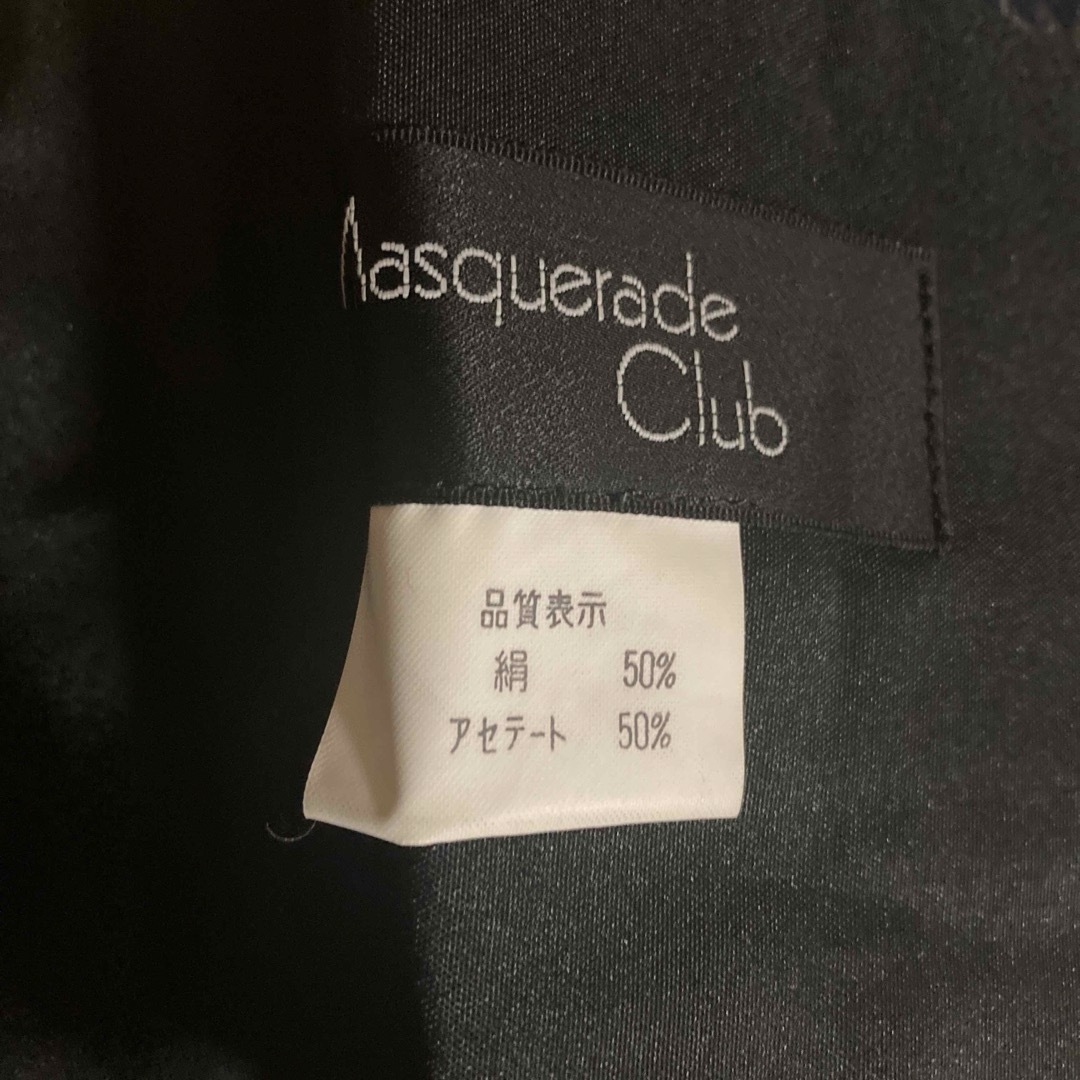 Masquerade
Club
品質表示
絹 50%
アセテート 50%